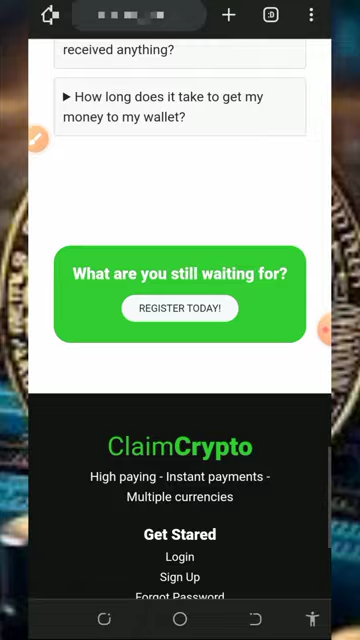 :D
received anything?
▶ How long does it take to get my
money to my wallet?
What are you still waiting for?
REGISTER TODAY!
ClaimCrypto
High paying - Instant payments -
Multiple currencies
Get Stared
Login
Sign Up
Forgot Password